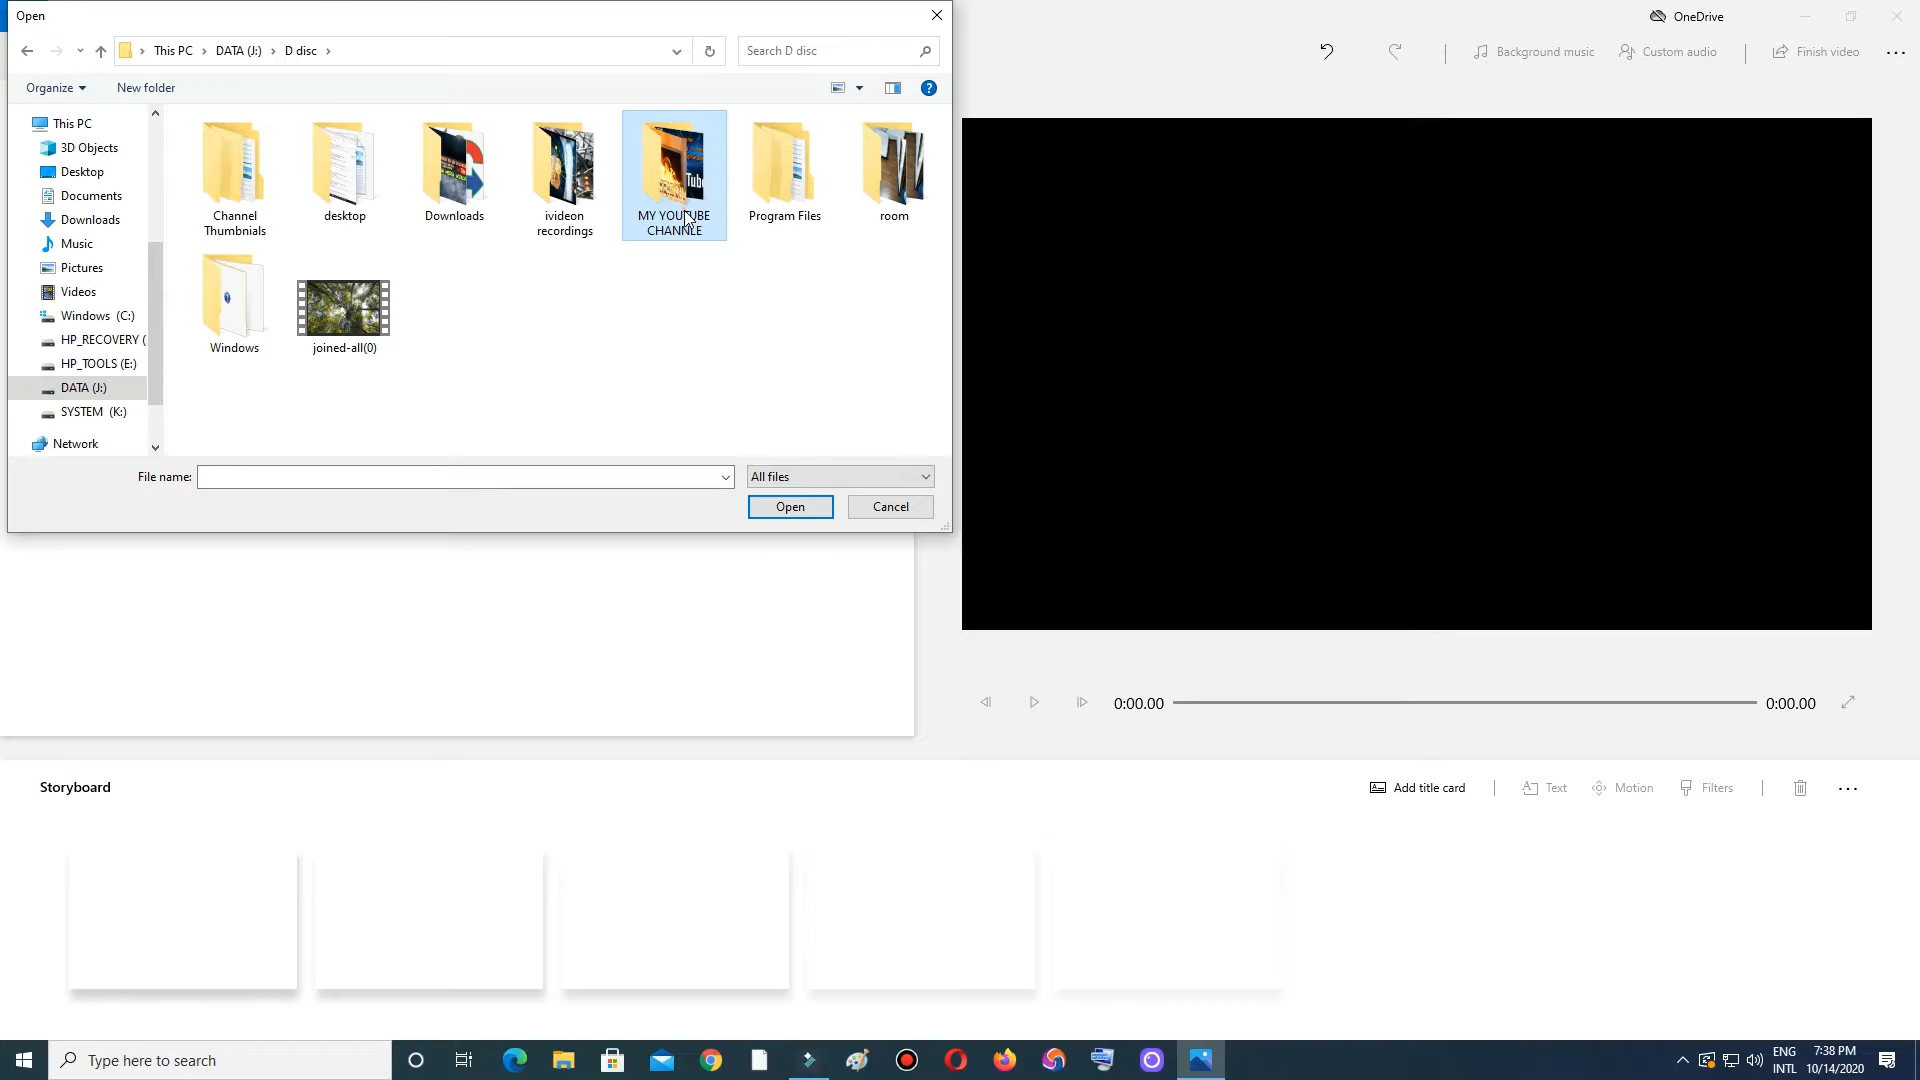 Open
OneDrive
This PC
DATA (J:)
D disc
Search D disc
Background music
Custom audio
Finish video
Organize
New folder
This PC
3D Objects
Desktop
Documents
Downloads
Music
Pictures
Videos
Windows (C:)
HP_RECOVERY (
HP_TOOLS (E:)
DATA (J:)
SYSTEM (K:)
Network
Channel
Thumbnials
desktop
Downloads
ivideon
recordings
MY YOUTUBE
CHANNLE
Program Files
room
Windows
joined-all(0)
File name:
All files
Open
Cancel
0:00.00
0:00.00
Storyboard
Add title card
Text
Motion
Filters
Type here to search
ENG
INTL
7:38 PM
10/14/2020